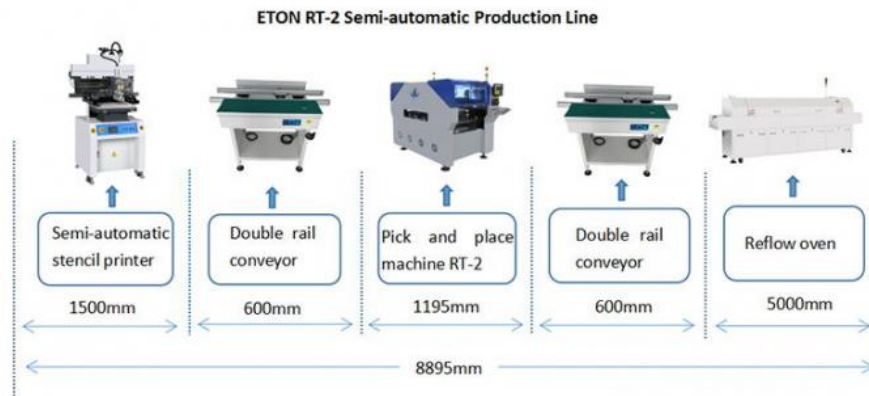 ETON RT-2 Semi-automatic Production Line
Semi-automatic
stencil printer
Double rail
conveyor
Pick and place
machine RT-2
Double rail
conveyor
Reflow oven
1500mm
600mm
1195mm
600mm
5000mm
8895mm